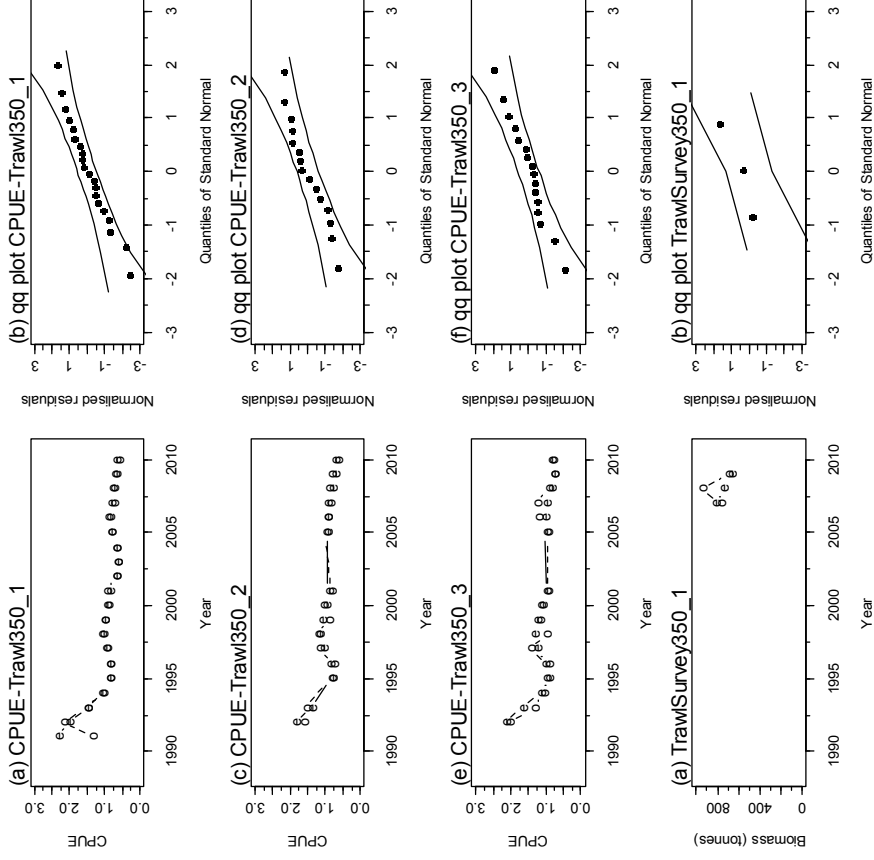 (a) CPUE-Trawl350_1
CPUE
0.0 1.0 2.0 3.0
1990 1995 2000 2005 2010
Year
(b) qq plot CPUE-Trawl350_1
Normalised residuals
-3 -1 1 3
-3 -2 -1 0 1 2 3
Quantiles of Standard Normal
(c) CPUE-Trawl350_2
CPUE
0.0 1.0 2.0 3.0
1990 1995 2000 2005 2010
Year
(d) qq plot CPUE-Trawl350_2
Normalised residuals
-3 -1 1 3
-3 -2 -1 0 1 2 3
Quantiles of Standard Normal
(e) CPUE-Trawl350_3
CPUE
0.0 1.0 2.0 3.0
1990 1995 2000 2005 2010
Year
(f) qq plot CPUE-Trawl350_3
Normalised residuals
-3 -1 1 3
-3 -2 -1 0 1 2 3
Quantiles of Standard Normal
(a) TrawlSurvey350_1
Biomass (tonnes)
0 400 800
1990 1995 2000 2005 2010
Year
(b) qq plot TrawlSurvey350_1
Normalised residuals
-3 -1 1 3
-3 -2 -1 0 1 2 3
Quantiles of Standard Normal